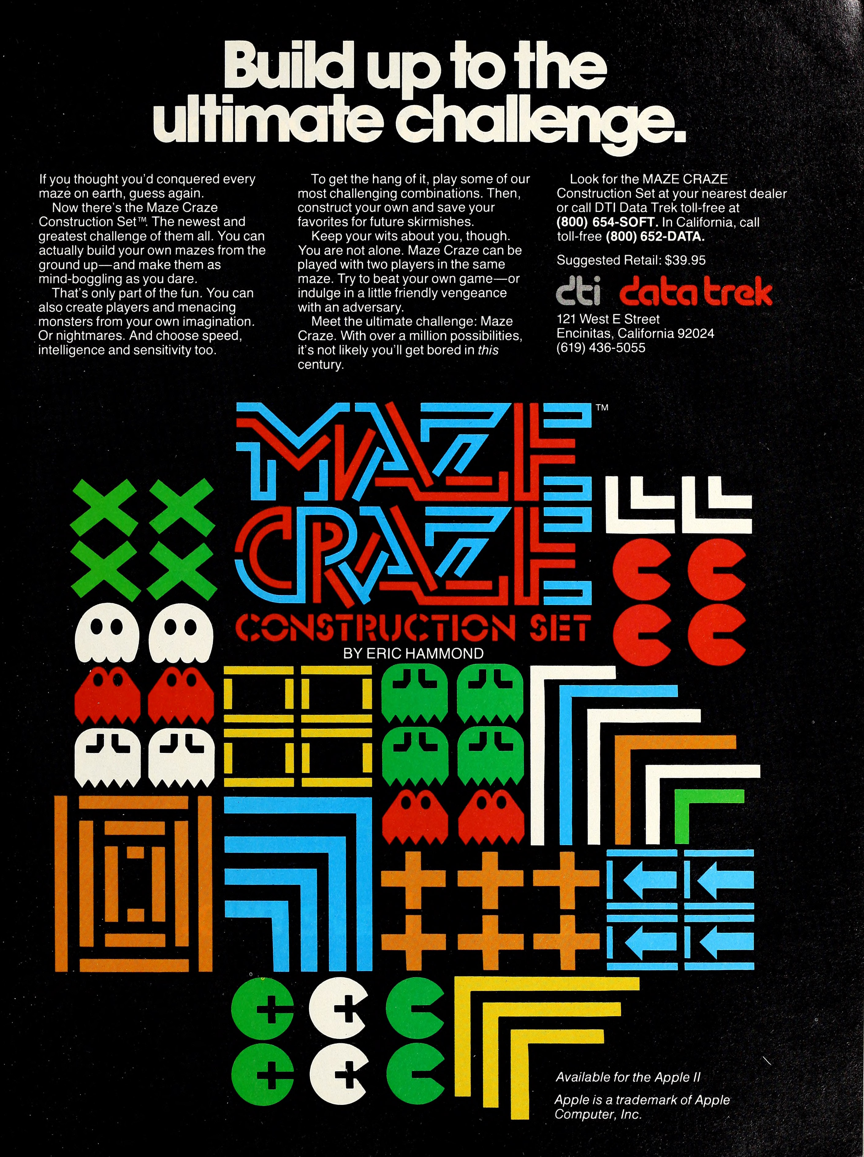 Build up to the
ultimate challenge.
If you thought you'd conquered every
maze on earth, guess again.
Now there's the Maze Craze
Construction Set™. The newest and
greatest challenge of them all. You can
actually build your own mazes from the
ground up—and make them as
mind-boggling as you dare.
That's only part of the fun. You can
also create players and menacing
monsters from your own imagination.
Or nightmares. And choose speed,
intelligence and sensitivity too.
To get the hang of it, play some of our
most challenging combinations. Then,
construct your own and save your
favorites for future skirmishes.
Keep your wits about you, though.
You are not alone. Maze Craze can be
played with two players in the same
maze. Try to beat your own game—or
indulge in a little friendly vengeance
with an adversary.
Meet the ultimate challenge: Maze
Craze. With over a million possibilities,
it's not likely you'll get bored in this
century.
Look for the MAZE CRAZE
Construction Set at your nearest dealer
or call DTI Data Trek toll-free at
(800) 654-SOFT. In California, call
toll-free (800) 652-DATA.
Suggested Retail: $39.95
dti data trek
121 West E Street
Encinitas, California 92024
(619) 436-5055
MAZE™
CRAZE
CONSTRUCTION SET
BY ERIC HAMMOND
Available for the Apple II
Apple is a trademark of Apple
Computer, Inc.